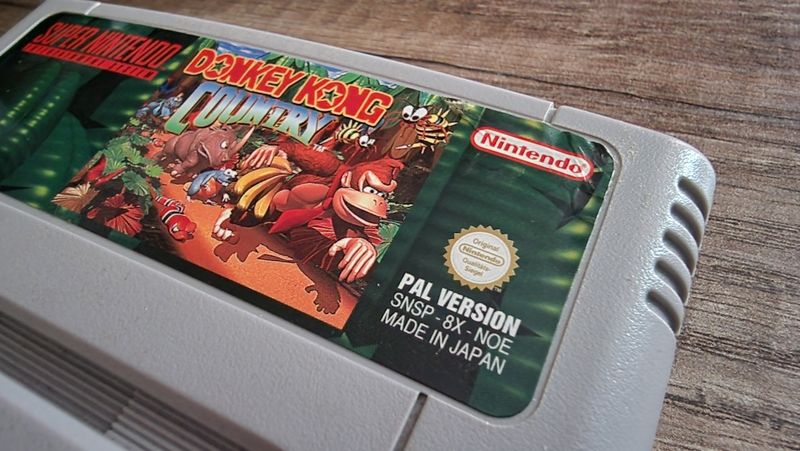 SUPER NINTENDO
DONKEY KONG
COUNTRY
Nintendo
Original
Nintendo
Qualitäts-
Siegel
PAL VERSION
SNSP - 8X - NOE
MADE IN JAPAN